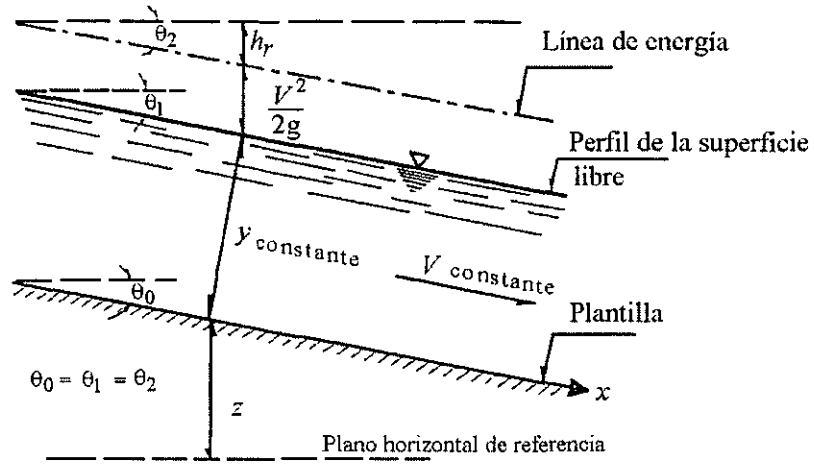 θ₂
h_r
Línea de energía
θ₁
V²
2g
Perfil de la superficie
libre
y constante
V constante
θ₀
Plantilla
θ₀ = θ₁ = θ₂
x
z
Plano horizontal de referencia